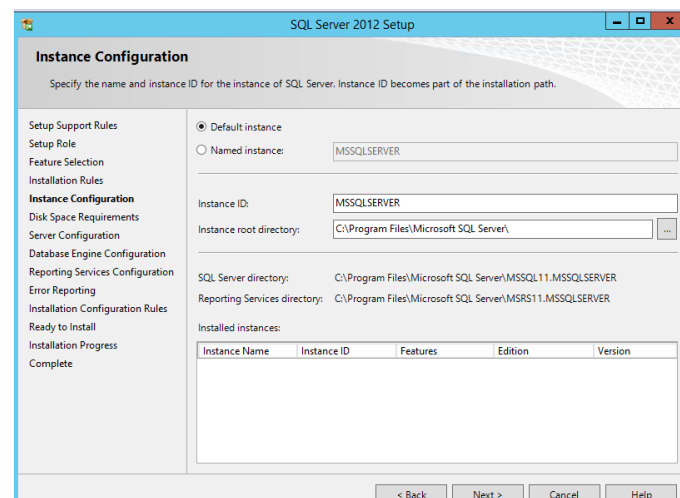 SQL Server 2012 Setup
Instance Configuration
Specify the name and instance ID for the instance of SQL Server. Instance ID becomes part of the installation path.
Setup Support Rules
Setup Role
Feature Selection
Installation Rules
Instance Configuration
Disk Space Requirements
Server Configuration
Database Engine Configuration
Reporting Services Configuration
Error Reporting
Installation Configuration Rules
Ready to Install
Installation Progress
Complete
Default instance
Named instance: MSSQLSERVER
Instance ID: MSSQLSERVER
Instance root directory: C:\Program Files\Microsoft SQL Server\ ...
SQL Server directory: C:\Program Files\Microsoft SQL Server\MSSQL11.MSSQLSERVER
Reporting Services directory: C:\Program Files\Microsoft SQL Server\MSRS11.MSSQLSERVER
Installed instances:
Instance Name Instance ID Features Edition Version
< Back Next > Cancel Help